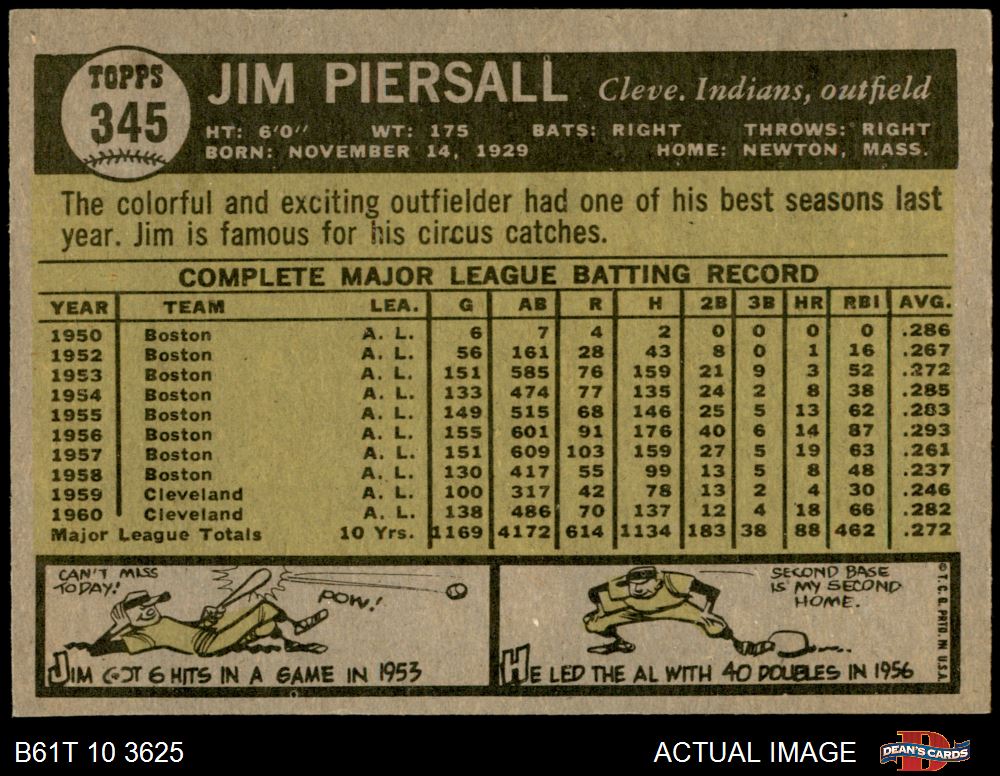 TOPPS
345
JIM PIERSALL Cleve. Indians, outfield
HT: 6'0" WT: 175 BATS: RIGHT THROWS: RIGHT
BORN: NOVEMBER 14, 1929 HOME: NEWTON, MASS.
The colorful and exciting outfielder had one of his best seasons last
year. Jim is famous for his circus catches.
COMPLETE MAJOR LEAGUE BATTING RECORD
YEAR TEAM LEA. G AB R H 2B 3B HR RBI AVG.
1950 Boston A. L. 6 7 4 2 0 0 0 0 .286
1952 Boston A. L. 56 161 28 43 8 0 1 16 .267
1953 Boston A. L. 151 585 76 159 21 9 3 52 .272
1954 Boston A. L. 133 474 77 135 24 2 8 38 .285
1955 Boston A. L. 149 515 68 146 25 5 13 62 .283
1956 Boston A. L. 155 601 91 176 40 6 14 87 .293
1957 Boston A. L. 151 609 103 159 27 5 19 63 .261
1958 Boston A. L. 130 417 55 99 13 5 8 48 .237
1959 Cleveland A. L. 100 317 42 78 13 2 4 30 .246
1960 Cleveland A. L. 138 486 70 137 12 4 18 66 .282
Major League Totals 10 Yrs. 1169 4172 614 1134 183 38 88 462 .272
CAN'T MISS
TODAY!
POW!
JIM GOT 6 HITS IN A GAME IN 1953
SECOND BASE
IS MY SECOND
HOME.
HE LED THE AL WITH 40 DOUBLES IN 1956
© T. C. G. PRTD. IN U.S.A.
B61T 10 3625
ACTUAL IMAGE
DEAN'S CARDS